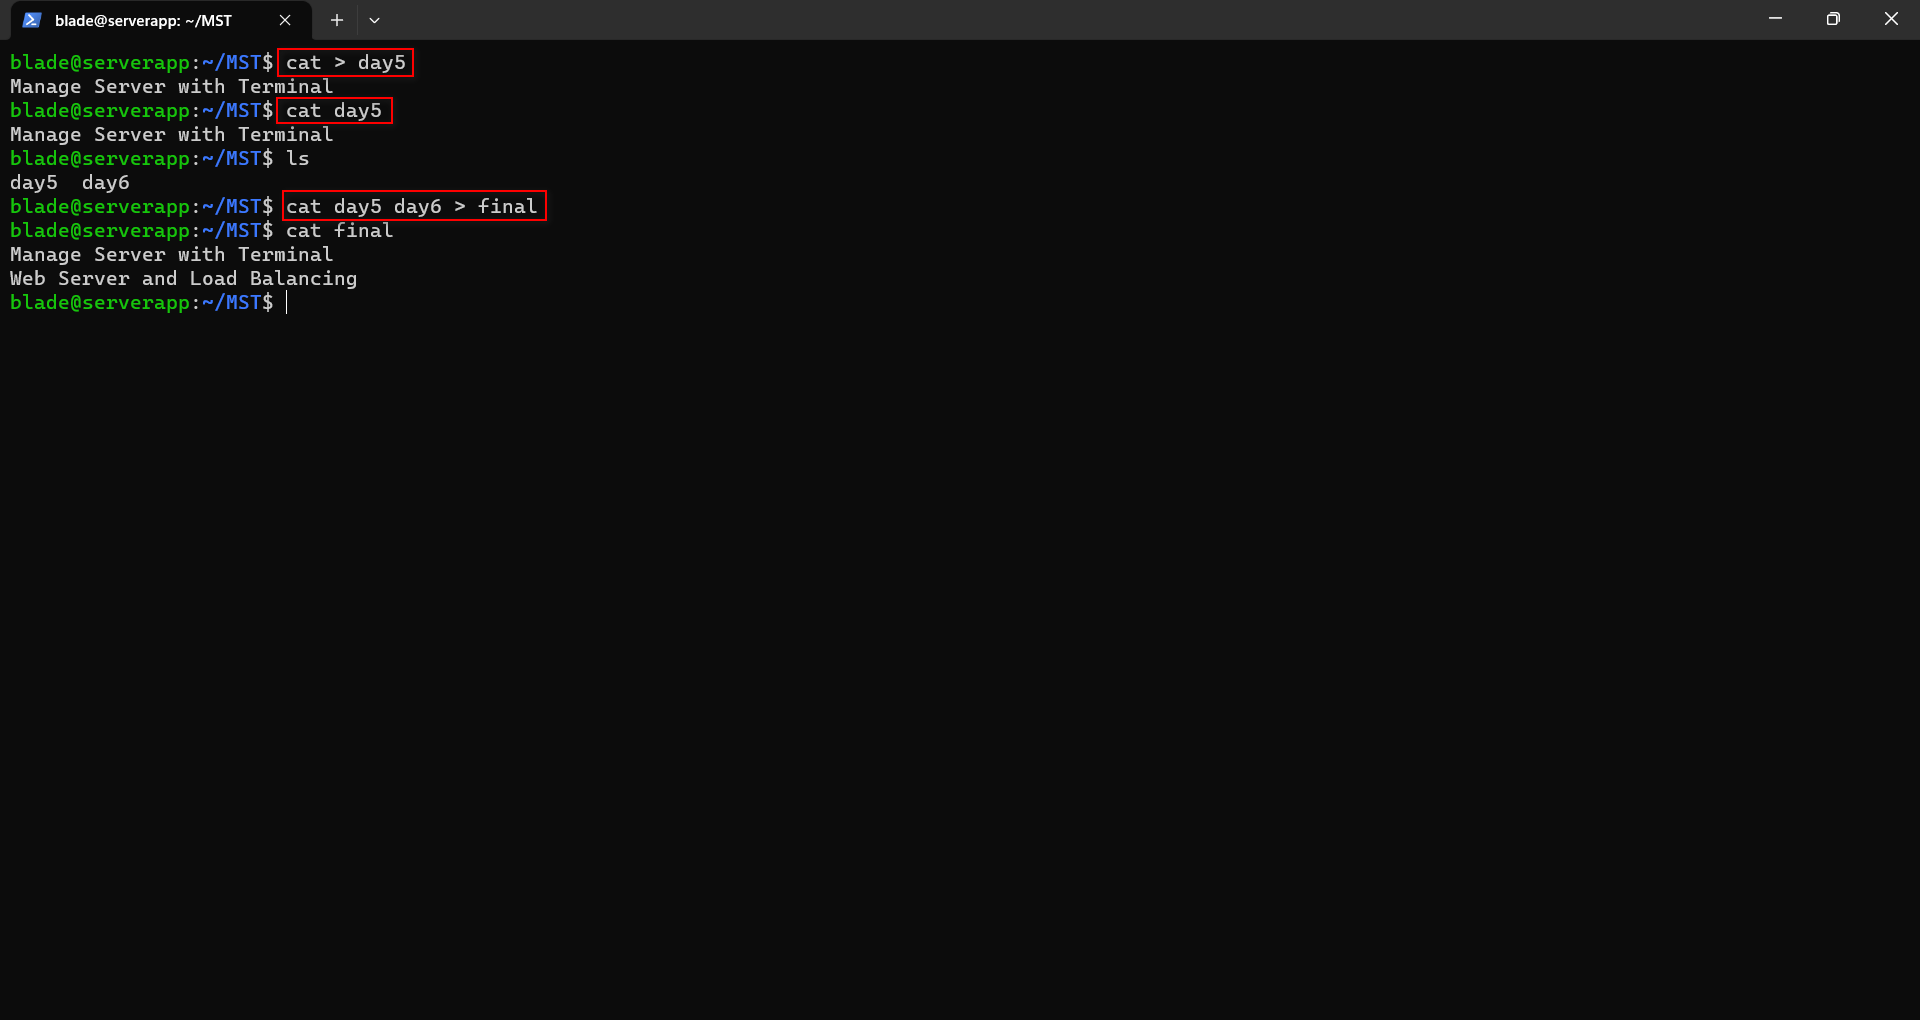 blade@serverapp: ~/MST
blade@serverapp:~/MST$ cat > day5
Manage Server with Terminal
blade@serverapp:~/MST$ cat day5
Manage Server with Terminal
blade@serverapp:~/MST$ ls
day5  day6
blade@serverapp:~/MST$ cat day5 day6 > final
blade@serverapp:~/MST$ cat final
Manage Server with Terminal
Web Server and Load Balancing
blade@serverapp:~/MST$